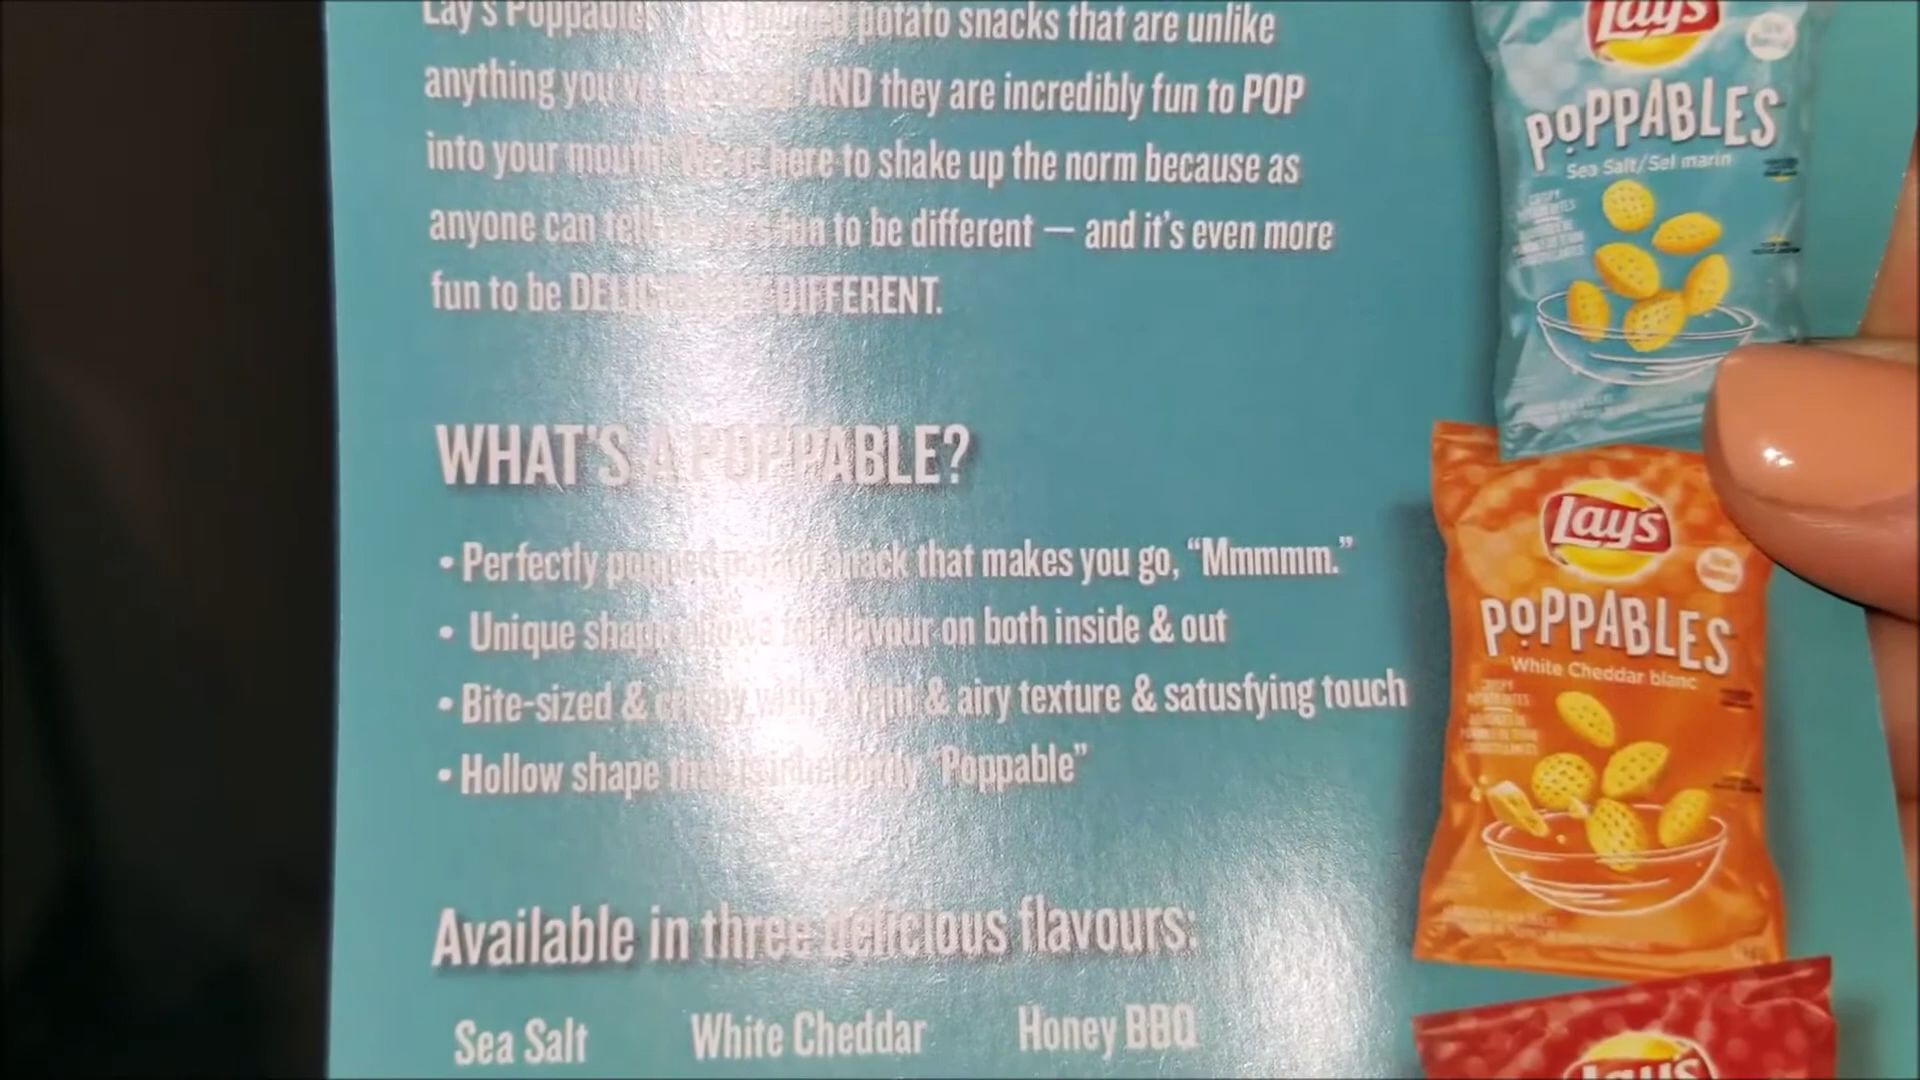 Lay's Poppables potato snacks that are unlike
anything you've AND they are incredibly fun to POP
into your mouth. We're here to shake up the norm because as
anyone can tell fun to be different — and it's even more
fun to be DIFFERENT.
WHAT'S A POPPABLE?
• Perfectly popped potato snack that makes you go, “Mmmmm.”
• Unique shape allows for flavour on both inside & out
• Bite-sized & crispy with a light & airy texture & satusfying touch
• Hollow shape that is inherently “Poppable”
Available in three delicious flavours:
Sea Salt White Cheddar Honey BBQ
Lay's
POPPABLES
Sea Salt/Sel marin
Lay's
POPPABLES
White Cheddar blanc
Lay's